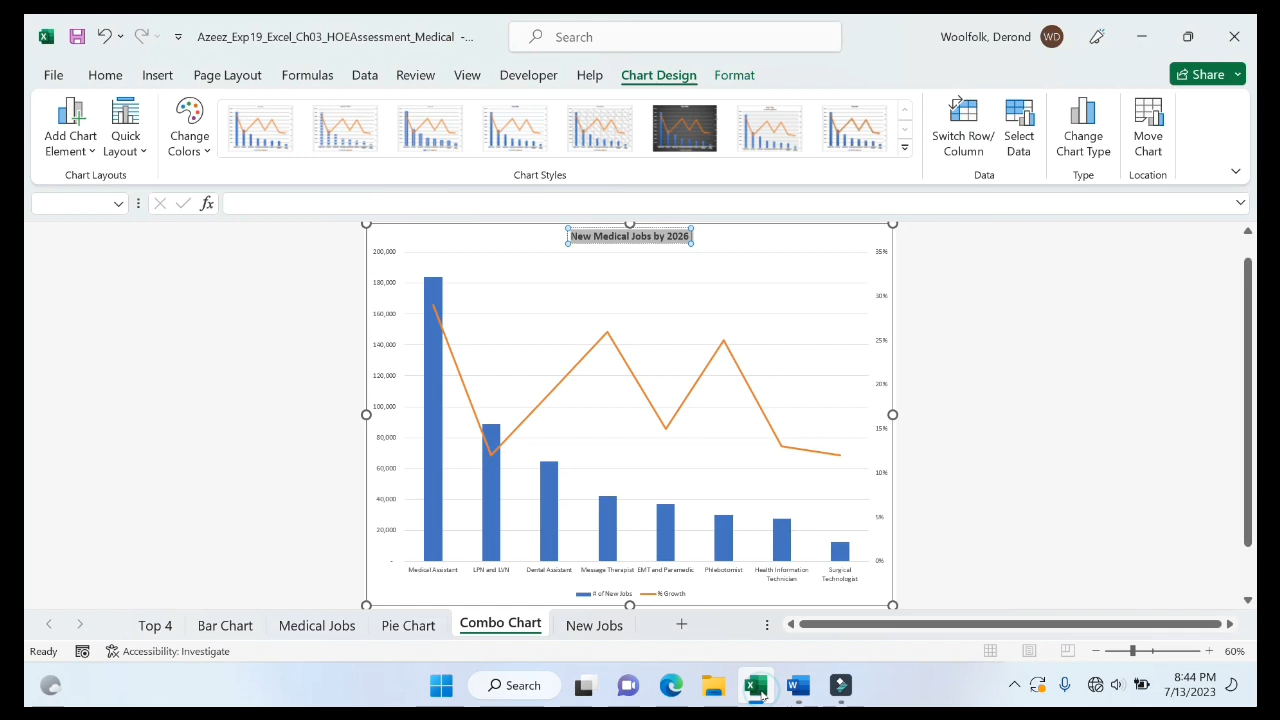 Azeez_Exp19_Excel_Ch03_HOEAssessment_Medical -...
Search
Woolfolk, Derond
WD
File Home Insert Page Layout Formulas Data Review View Developer Help Chart Design Format
Share
Add Chart Element
Quick Layout
Change Colors
Switch Row/ Column
Select Data
Change Chart Type
Move Chart
Chart Layouts
Chart Styles
Data
Type
Location
fx
New Medical Jobs by 2026
200,000
180,000
160,000
140,000
120,000
100,000
80,000
60,000
40,000
20,000
-
35%
30%
25%
20%
15%
10%
5%
0%
Medical Assistant
LPN and LVN
Dental Assistant
Message Therapist
EMT and Paramedic
Phlebotomist
Health Information Technician
Surgical Technologist
# of New Jobs
% Growth
Top 4 Bar Chart Medical Jobs Pie Chart Combo Chart New Jobs
Ready
Accessibility: Investigate
60%
Search
8:44 PM
7/13/2023